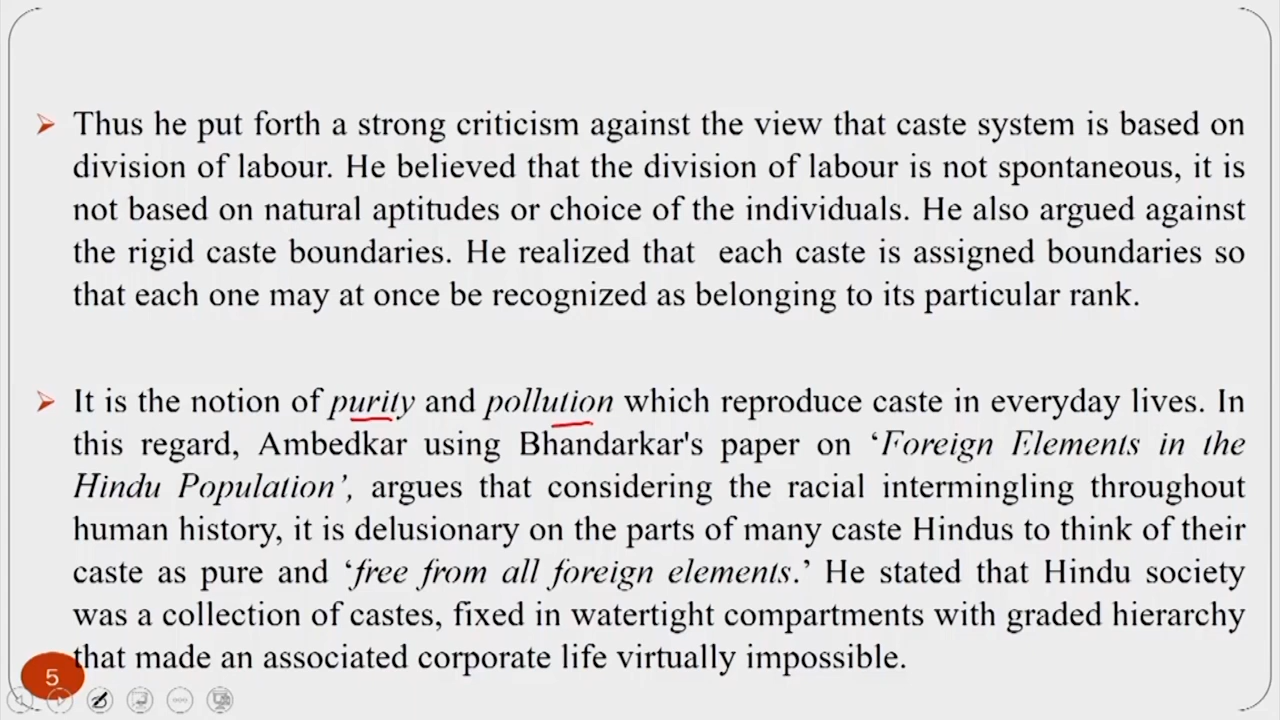 Thus he put forth a strong criticism against the view that caste system is based on
division of labour. He believed that the division of labour is not spontaneous, it is
not based on natural aptitudes or choice of the individuals. He also argued against
the rigid caste boundaries. He realized that each caste is assigned boundaries so
that each one may at once be recognized as belonging to its particular rank.
It is the notion of purity and pollution which reproduce caste in everyday lives. In
this regard, Ambedkar using Bhandarkar's paper on ‘Foreign Elements in the
Hindu Population’, argues that considering the racial intermingling throughout
human history, it is delusionary on the parts of many caste Hindus to think of their
caste as pure and ‘free from all foreign elements.’ He stated that Hindu society
was a collection of castes, fixed in watertight compartments with graded hierarchy
that made an associated corporate life virtually impossible.
5